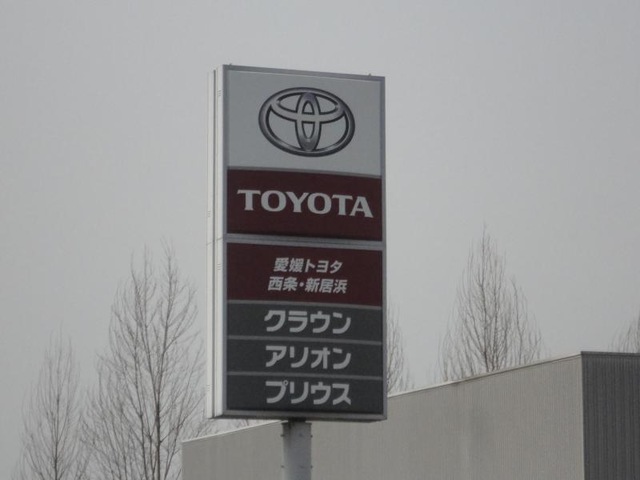 TOYOTA
愛媛トヨタ
西条・新居浜
クラウン
アリオン
プリウス